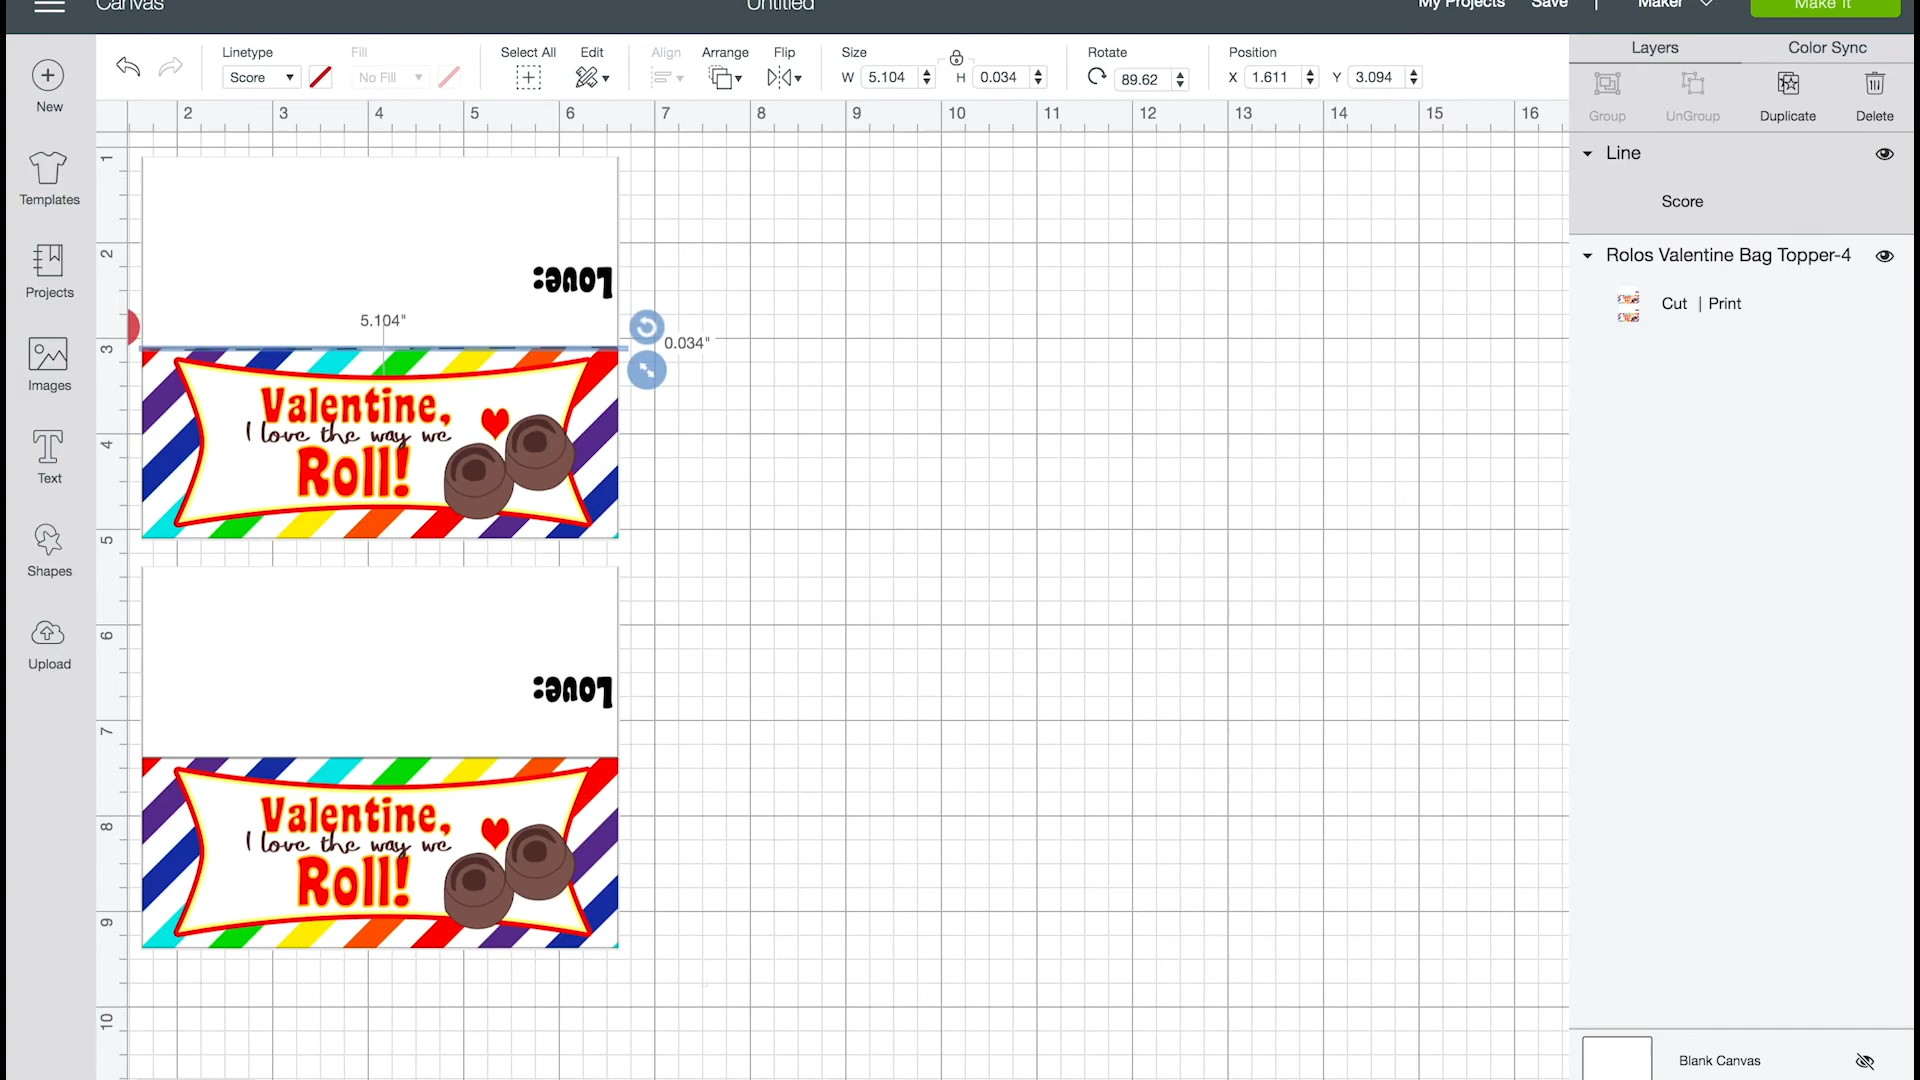 Canvas
Untitled
My Projects Save | Maker Make It
Linetype
Score
Fill
No Fill
Select All
Edit
Align
Arrange
Flip
Size
W 5.104 H 0.034
Rotate
89.62
Position
X 1.611 Y 3.094
Layers Color Sync
Group UnGroup Duplicate Delete
New
Templates
Projects
Images
Text
Shapes
Upload
2 3 4 5 6 7 8 9 10 11 12 13 14 15 16
1
2
3
4
5
6
7
8
9
10
Love:
5.104"
0.034"
Valentine,
I love the way we
Roll!
Love:
Valentine,
I love the way we
Roll!
Line
Score
Rolos Valentine Bag Topper-4
Cut | Print
Blank Canvas